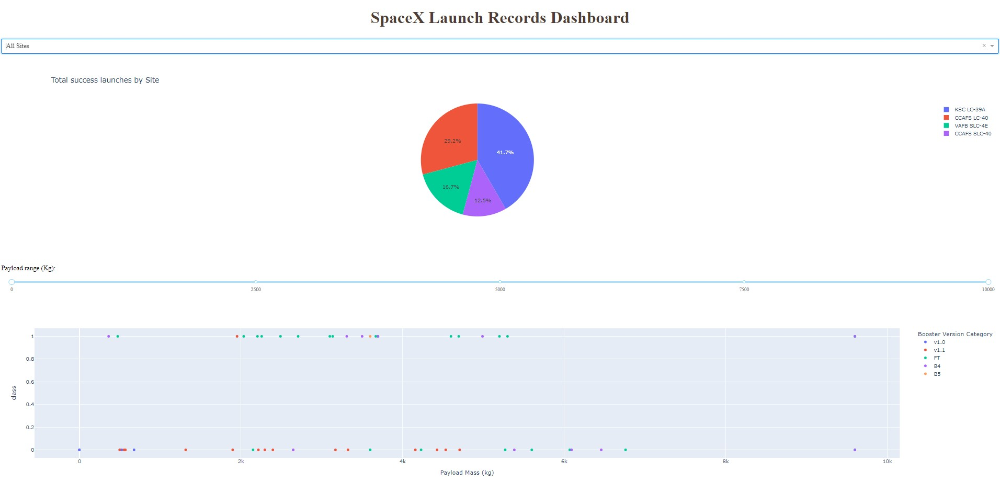 SpaceX Launch Records Dashboard
All Sites
×
Total success launches by Site
KSC LC-39A
CCAFS LC-40
VAFB SLC-4E
CCAFS SLC-40
29.2%
41.7%
16.7%
12.5%
Payload range (Kg):
0 2500 5000 7500 10000
Booster Version Category
v1.0
v1.1
FT
B4
B5
class
1
0.8
0.6
0.4
0.2
0
0 2k 4k 6k 8k 10k
Payload Mass (kg)